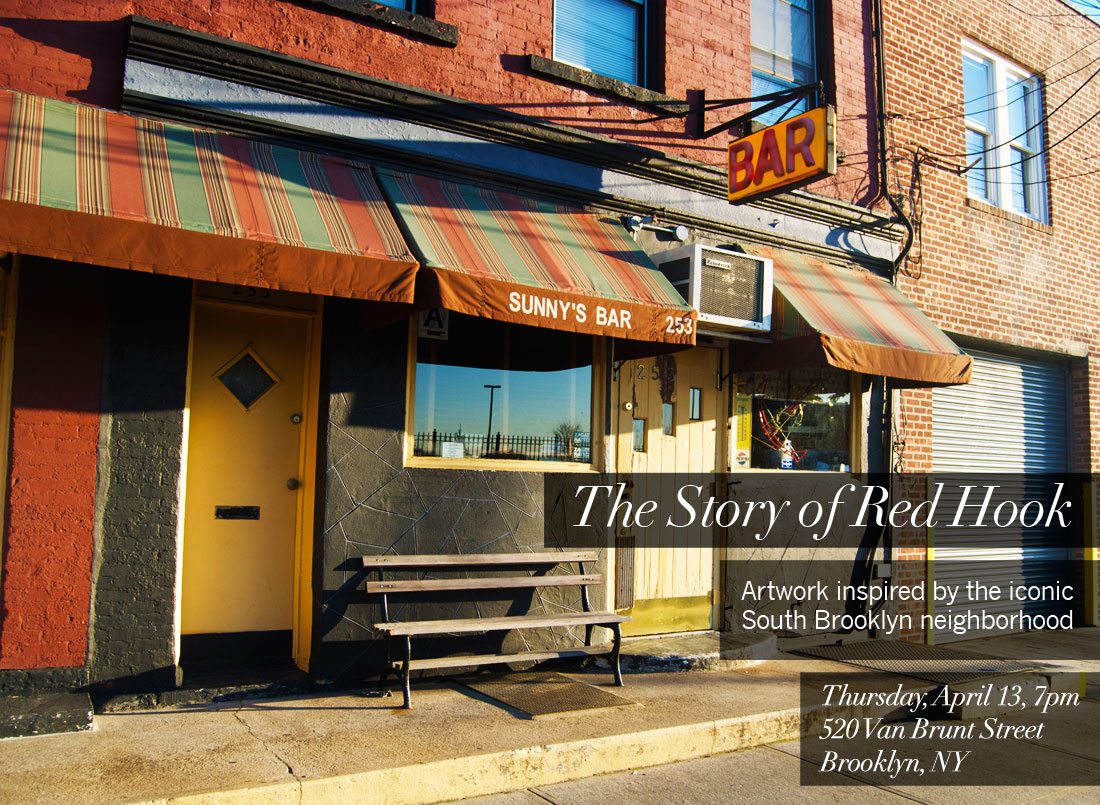 BAR
SUNNY'S BAR 253
253
A
The Story of Red Hook
Artwork inspired by the iconic
South Brooklyn neighborhood
Thursday, April 13, 7pm
520 Van Brunt Street
Brooklyn, NY